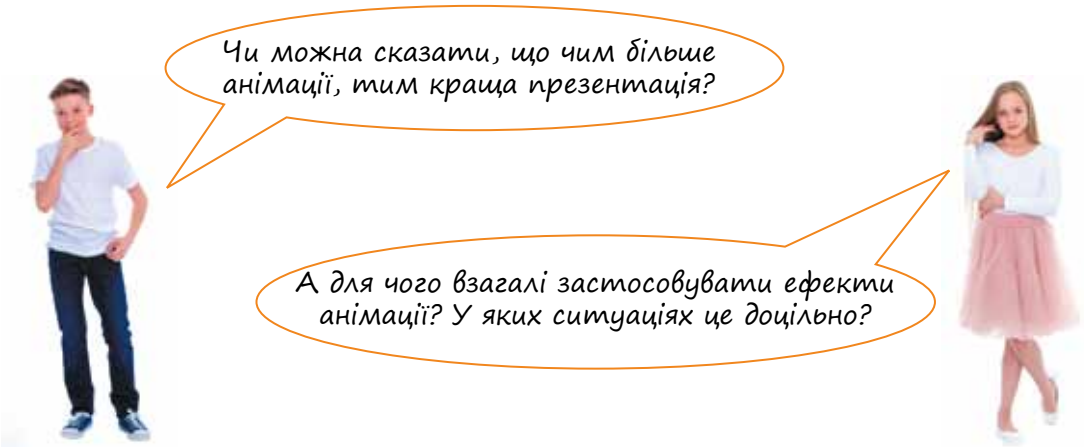 Чи можна сказати, що чим більше
анімації, тим краща презентація?
А для чого взагалі застосовувати ефекти
анімації? У яких ситуаціях це доцільно?